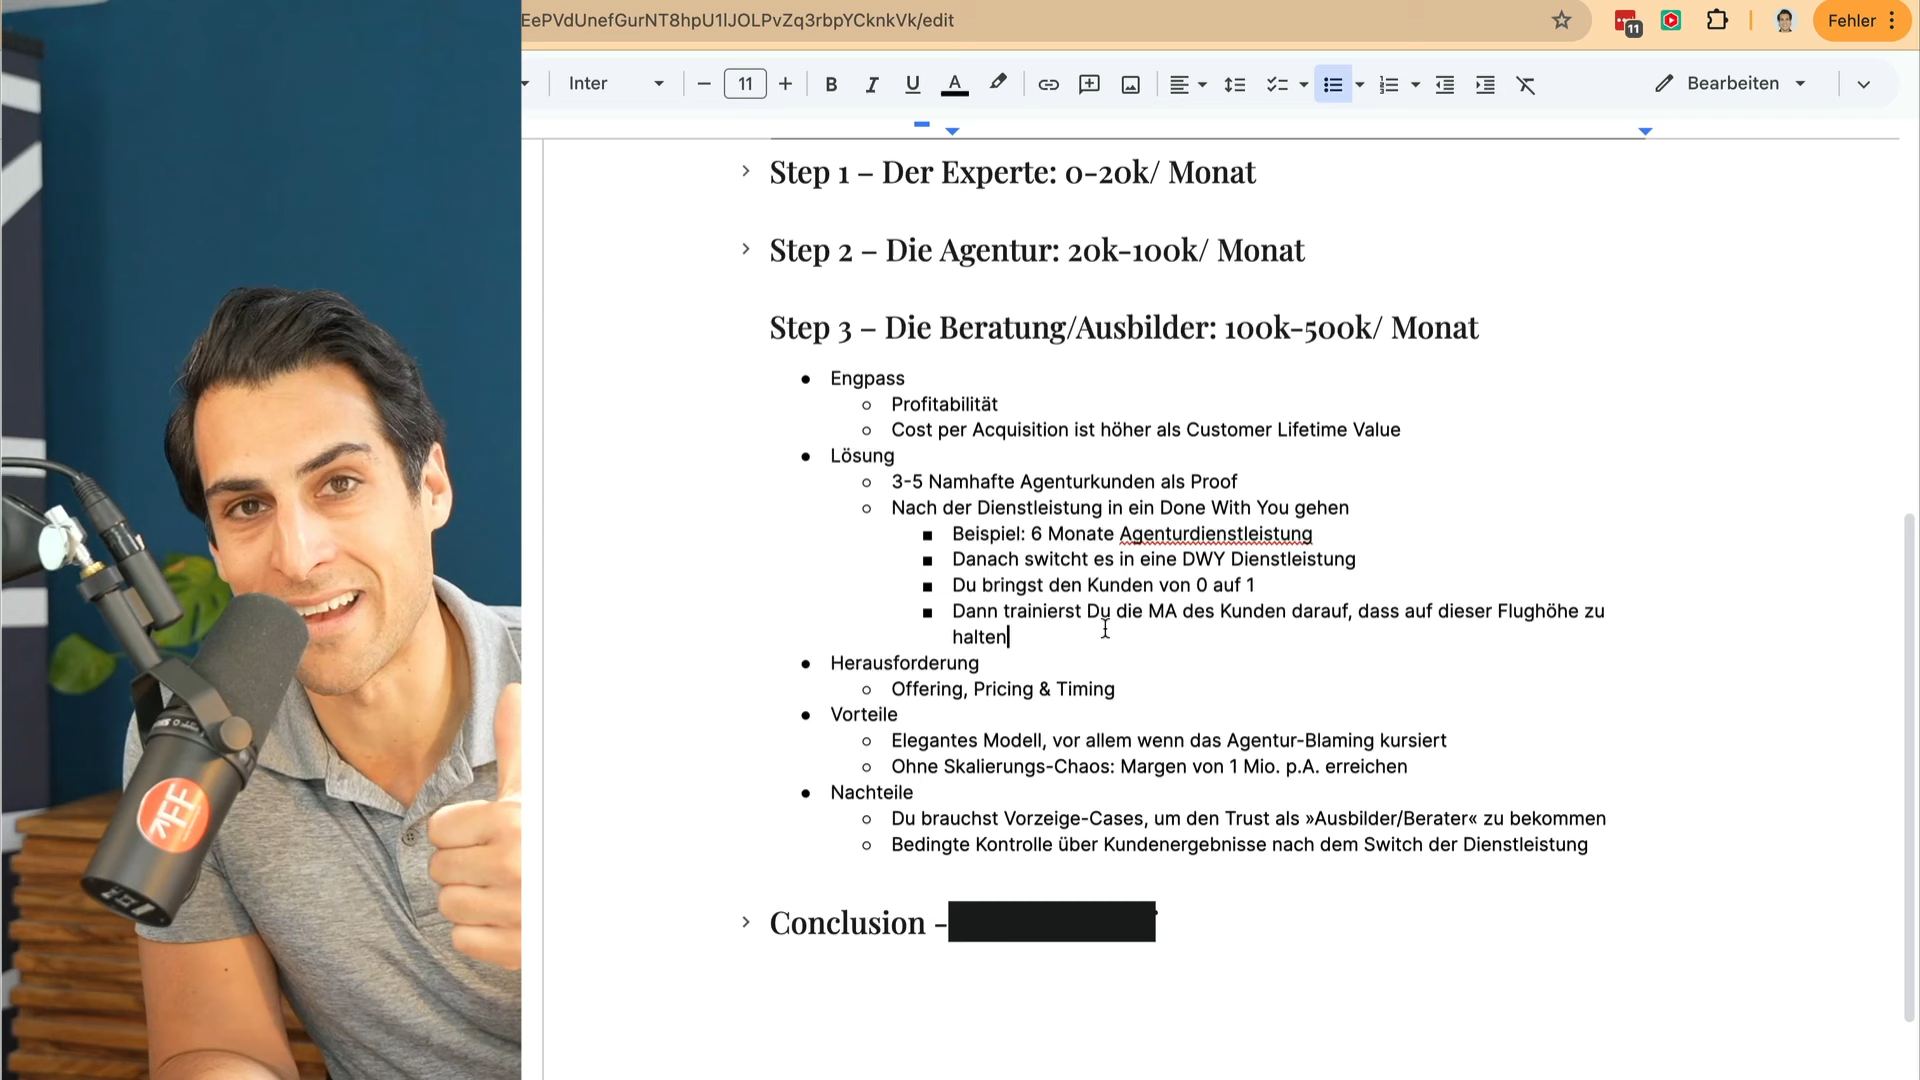 EePVdUnefGurNT8hpU1lJOLPvZq3rbpYCknkVk/edit
11
Fehler
Inter
11
B I U A
Bearbeiten
Step 1 – Der Experte: 0-20k/ Monat
Step 2 – Die Agentur: 20k-100k/ Monat
Step 3 – Die Beratung/Ausbilder: 100k-500k/ Monat
Engpass
Profitabilität
Cost per Acquisition ist höher als Customer Lifetime Value
Lösung
3-5 Namhafte Agenturkunden als Proof
Nach der Dienstleistung in ein Done With You gehen
Beispiel: 6 Monate Agenturdienstleistung
Danach switcht es in eine DWY Dienstleistung
Du bringst den Kunden von 0 auf 1
Dann trainierst Du die MA des Kunden darauf, dass auf dieser Flughöhe zu
halten
Herausforderung
Offering, Pricing & Timing
Vorteile
Elegantes Modell, vor allem wenn das Agentur-Blaming kursiert
Ohne Skalierungs-Chaos: Margen von 1 Mio. p.A. erreichen
Nachteile
Du brauchst Vorzeige-Cases, um den Trust als »Ausbilder/Berater« zu bekommen
Bedingte Kontrolle über Kundenergebnisse nach dem Switch der Dienstleistung
Conclusion –